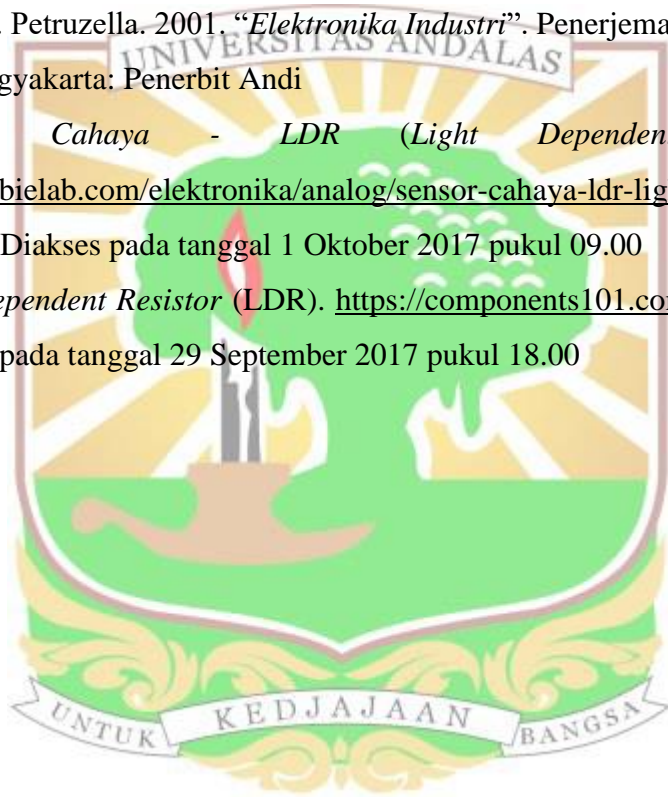 . Petruzella. 2001. “Elektronika Industri”. Penerjema
UNIVERSITAS ANDALAS
gyakarta: Penerbit Andi
Cahaya - LDR (Light Dependen
bielab.com/elektronika/analog/sensor-cahaya-ldr-lig
Diakses pada tanggal 1 Oktober 2017 pukul 09.00
ependent Resistor (LDR). https://components101.co
pada tanggal 29 September 2017 pukul 18.00
UNTUK KEDJAJAAN BANGSA